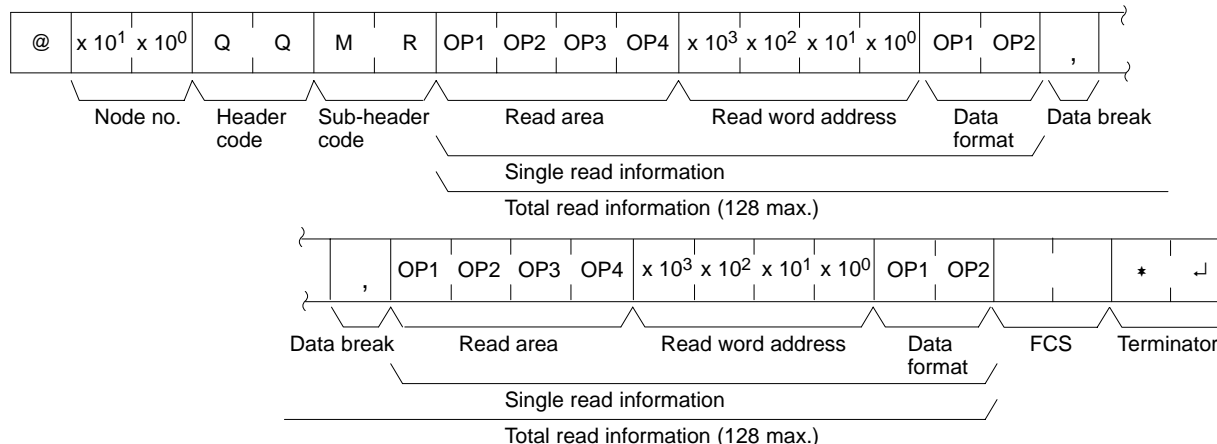 @ x 10¹ x 10⁰ Q Q M R OP1 OP2 OP3 OP4 x 10³ x 10² x 10¹ x 10⁰ OP1 OP2 ,
Node no. Header code Sub-header code Read area Read word address Data format Data break
Single read information
Total read information (128 max.)
, OP1 OP2 OP3 OP4 x 10³ x 10² x 10¹ x 10⁰ OP1 OP2 * ↵
Data break Read area Read word address Data format FCS Terminator
Single read information
Total read information (128 max.)